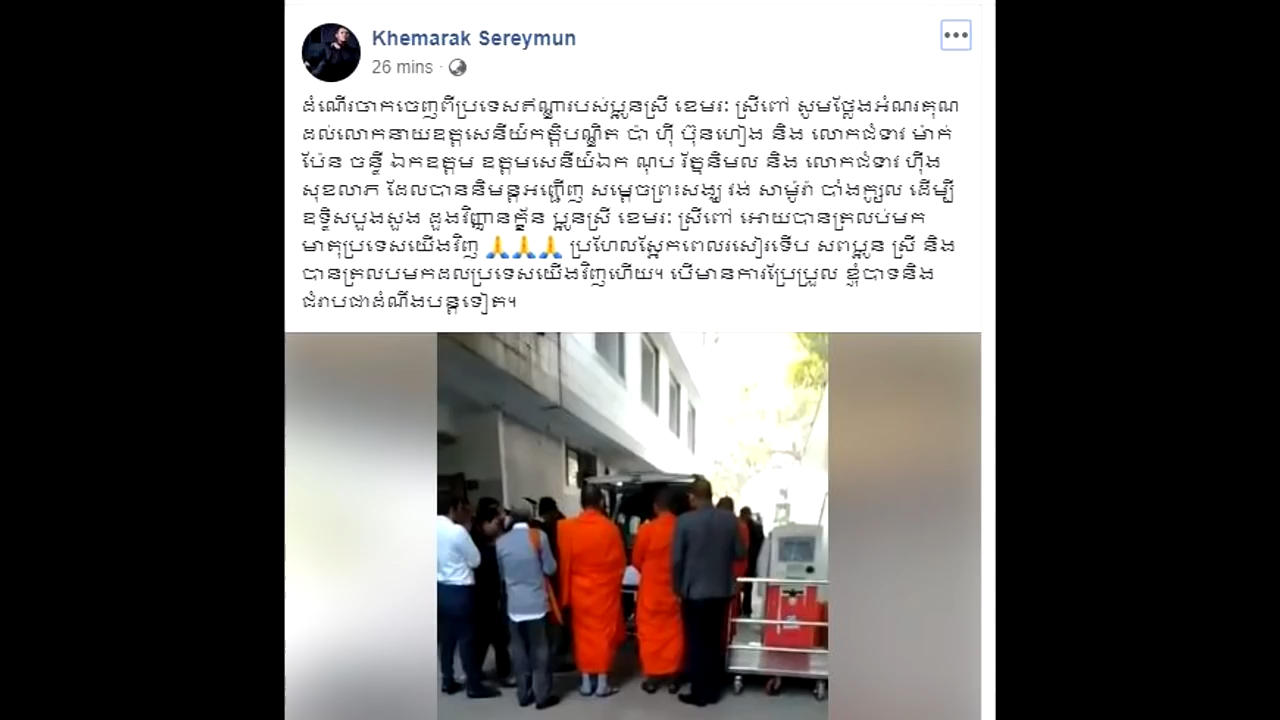 Khemarak Sereymun
26 mins ·
ដំណើរចាកចេញពីប្រទេសឥណ្ឌារបស់ប្អូនស្រី ខេមរៈ ស្រីពៅ សូមថ្លែងអំណរគុណ
ដល់លោកនាយឧត្តសេនីយ៍កត្តិបណ្ឌិត ប៉ា ហ៊ី ប៊ុនហៀង និង លោកជំទាវ ម៉ាក់
ប៉ែន ចន្ធី ឯកឧត្តម ឧត្តមសេនីយ៍ឯក ណុប រ័ត្ននិមល និង លោកជំទាវ ហ៊ីង
សុខលាភ ដែលបាននិមន្តអញ្ជើញ សម្តេចព្រះសង្ឃ វង់ សាម៉ូរ៉ា បាំងក្សួល ដើម្បី
ឧទ្ទិសបួងសួង ដួងវិញ្ញានក្ខ័ន ប្អូនស្រី ខេមរៈ ស្រីពៅ អោយបានត្រលប់មក
មាតុប្រទេសយើងវិញ 🙏🙏🙏 ប្រហែលស្អែកពេលរសៀរទើប សពប្អូន ស្រី និង
បានត្រលបមកដលប្រទេសយើងវិញហើយ។ បើមានការប្រែប្រួល ខ្ញុំបាទនិង
ជំរាបជាដំណឹងបន្តទៀត។